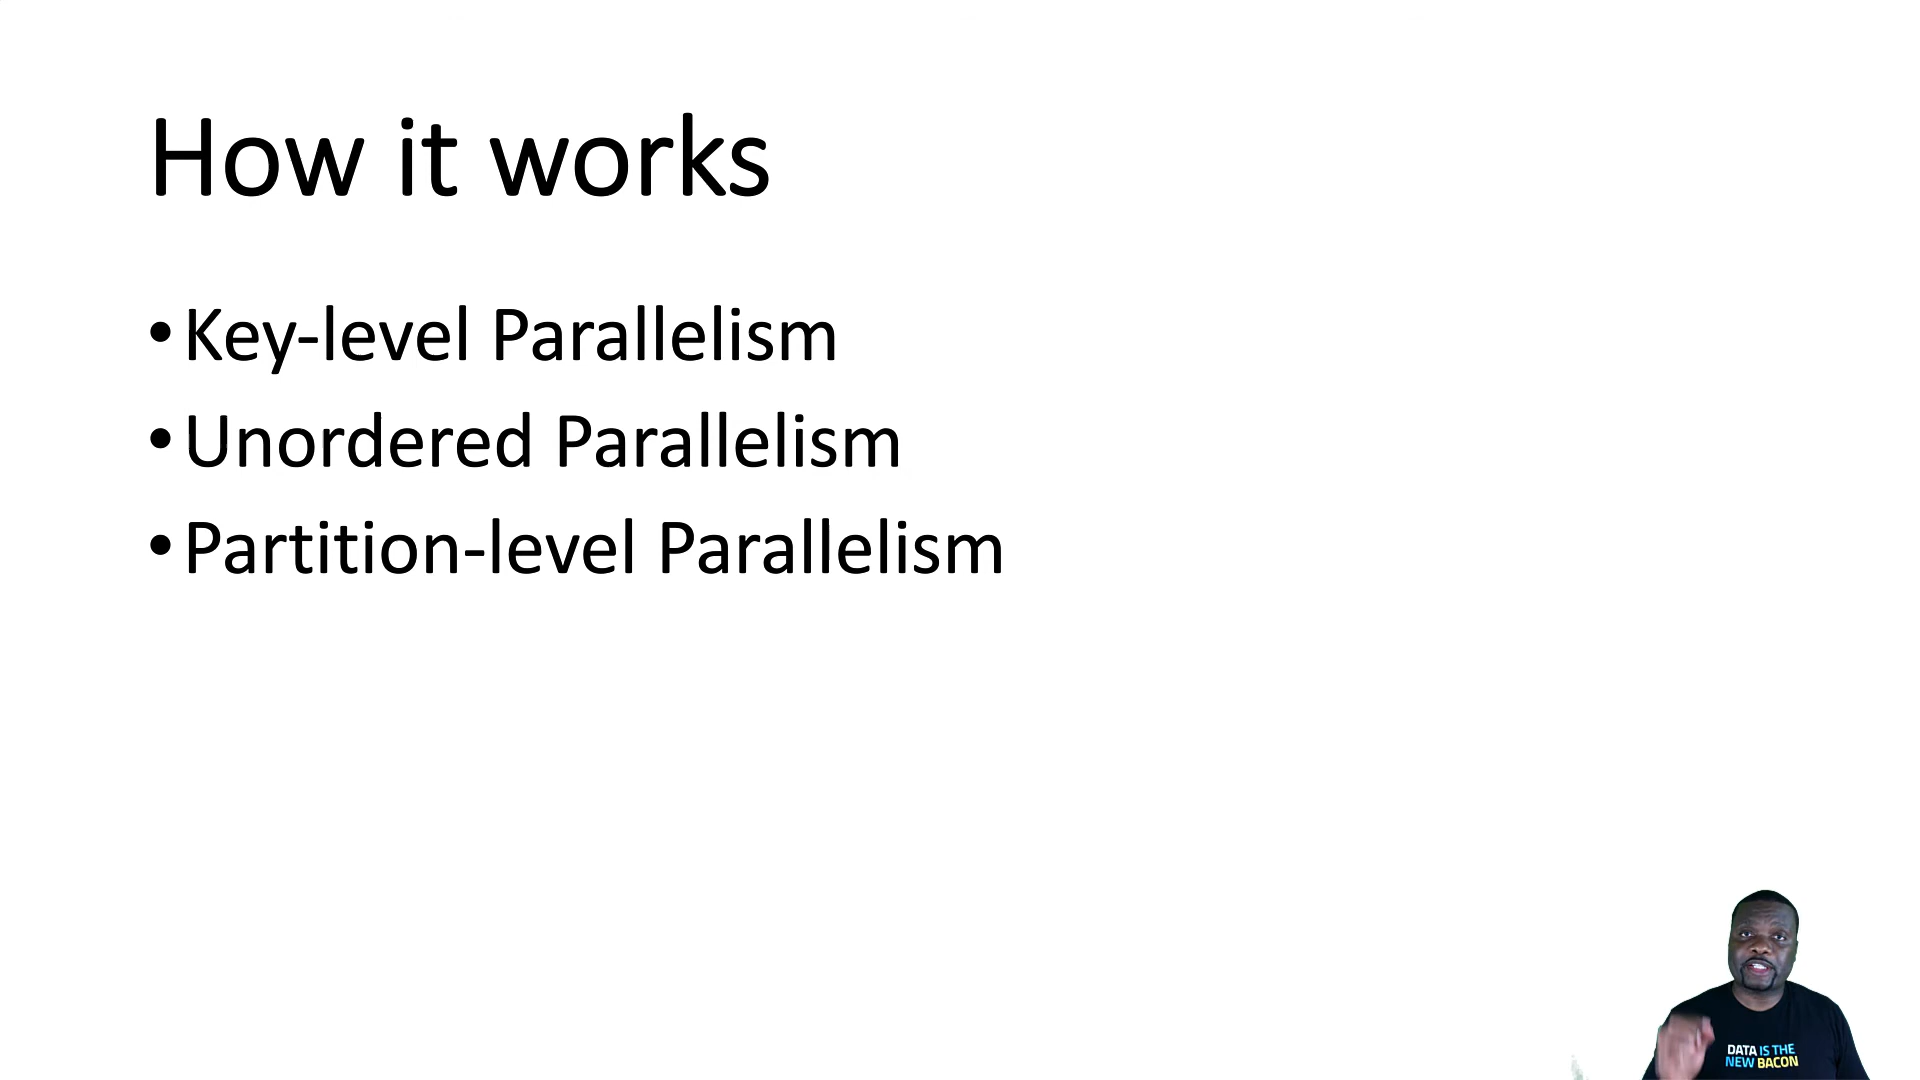 How it works
• Key-level Parallelism
• Unordered Parallelism
• Partition-level Parallelism
DATA IS THE
NEW BACON